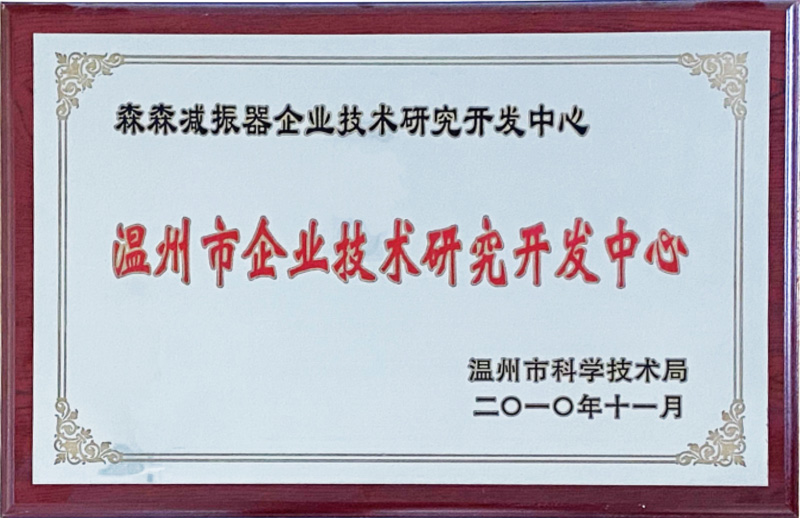 森森减振器企业技术研究开发中心
温州市企业技术研究开发中心
温州市科学技术局
二〇一〇年十一月